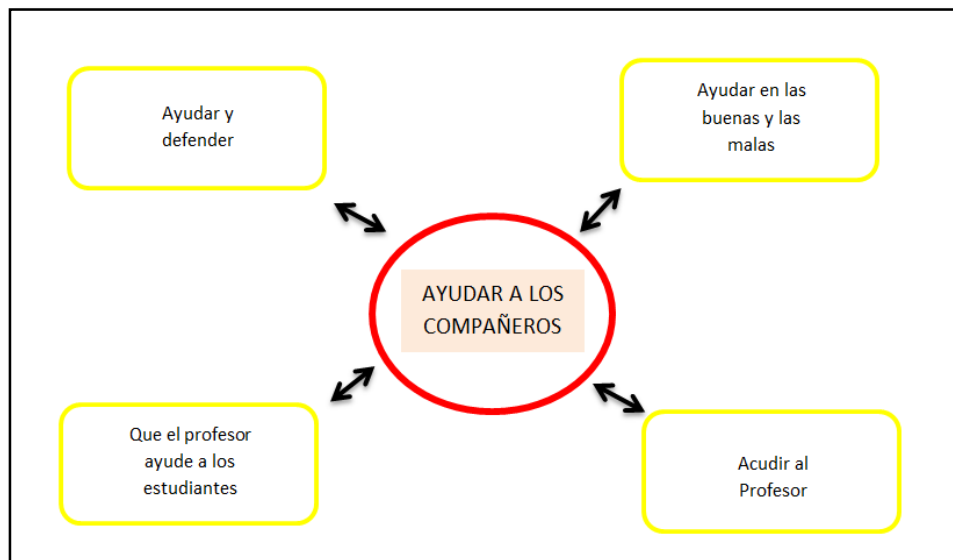 Ayudar y
defender
Ayudar en las
buenas y las
malas
AYUDAR A LOS
COMPAÑEROS
Que el profesor
ayude a los
estudiantes
Acudir al
Profesor